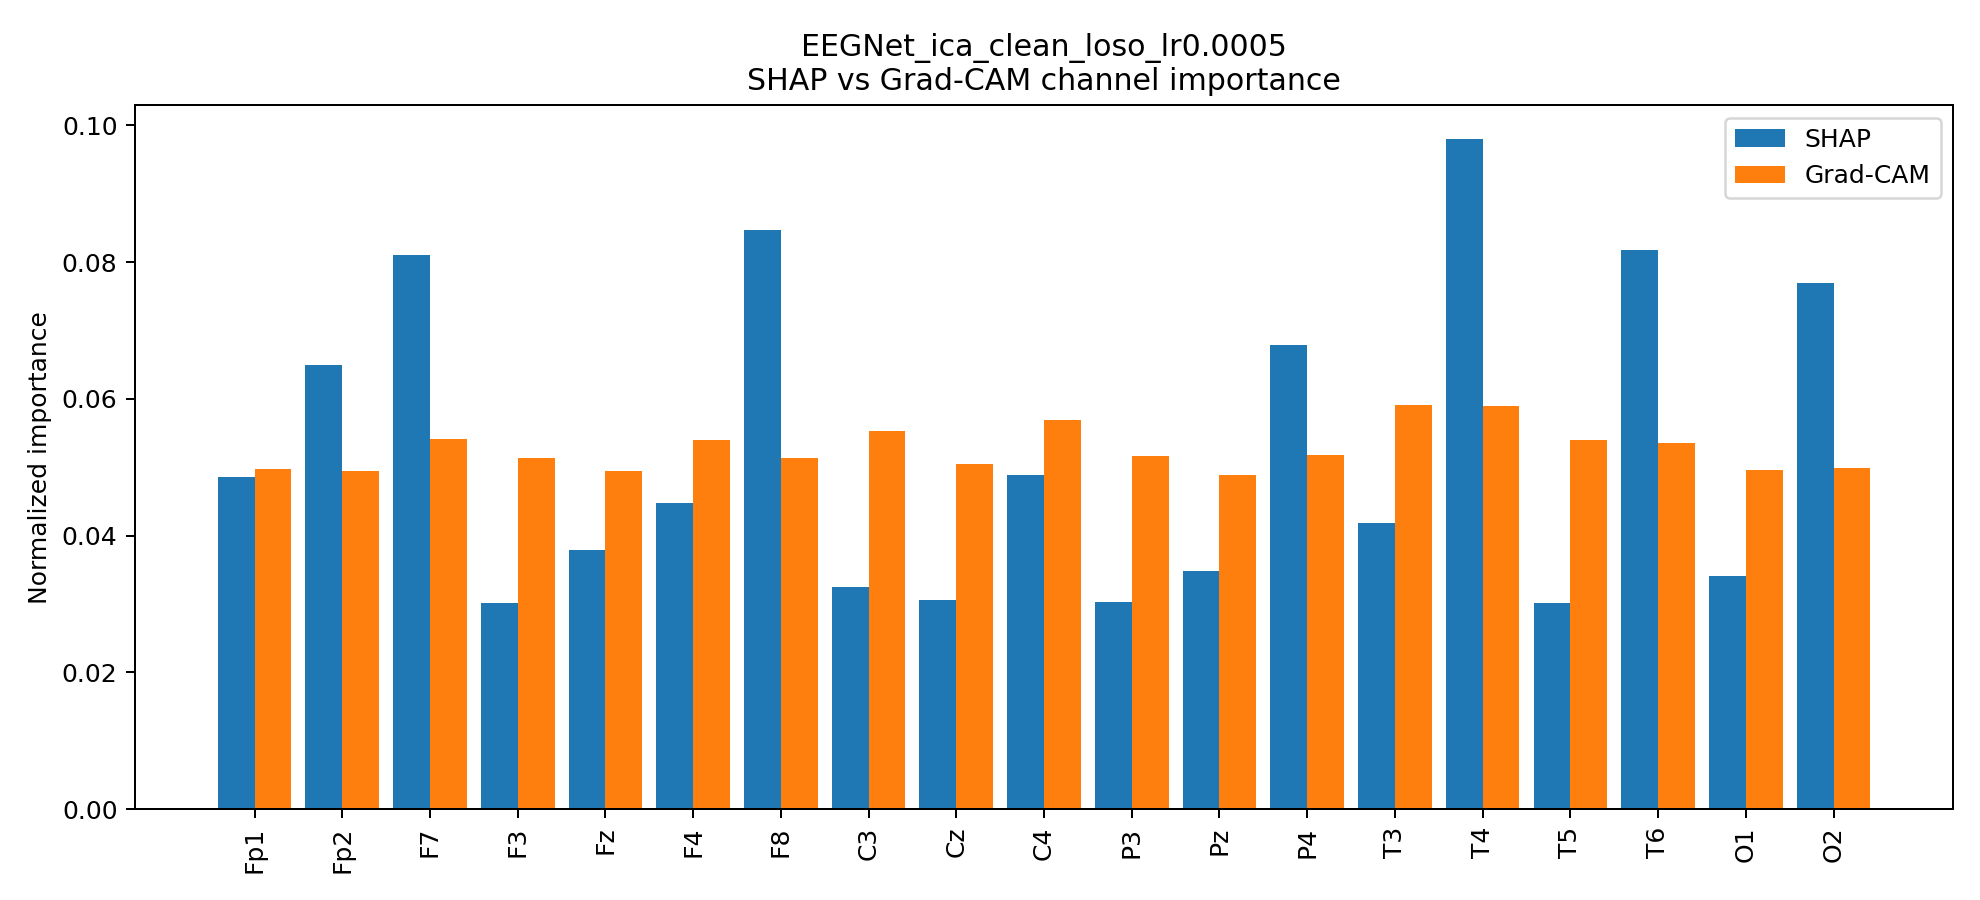 EEGNet_ica_clean_loso_lr0.0005
SHAP vs Grad-CAM channel importance
SHAP
Grad-CAM
Normalized importance
0.10
0.08
0.06
0.04
0.02
0.00
Fp1
Fp2
F7
F3
Fz
F4
F8
C3
Cz
C4
P3
Pz
P4
T3
T4
T5
T6
O1
O2